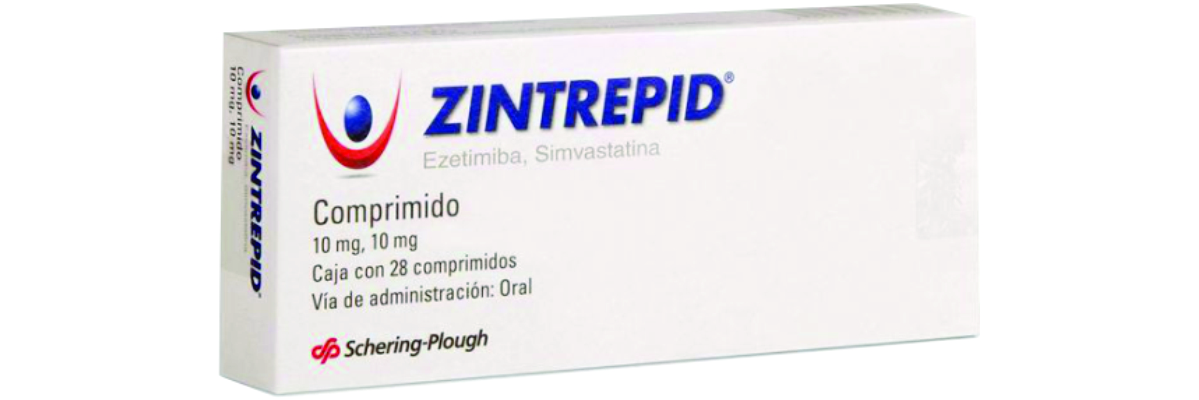 Comprimido
10 mg, 10 mg
ZINTREPID
ZINTREPID®
Ezetimiba, Simvastatina
Comprimido
10 mg, 10 mg
Caja con 28 comprimidos
Vía de administración: Oral
Schering-Plough